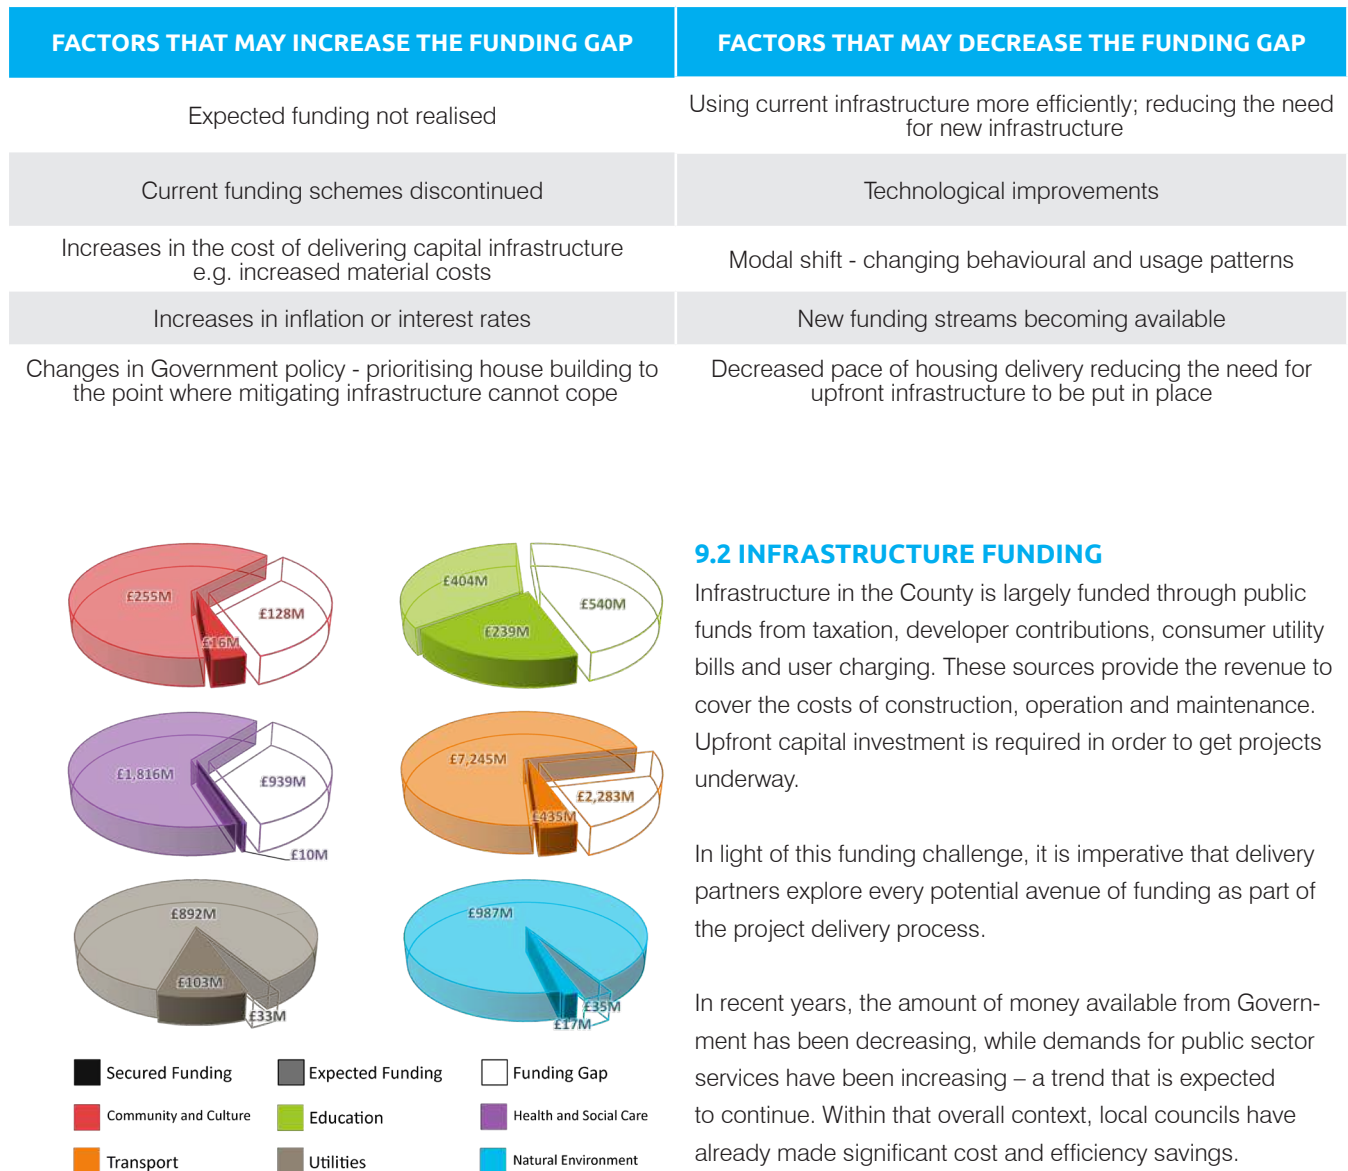 FACTORS THAT MAY INCREASE THE FUNDING GAP
FACTORS THAT MAY DECREASE THE FUNDING GAP
Expected funding not realised
Using current infrastructure more efficiently; reducing the need
for new infrastructure
Current funding schemes discontinued
Technological improvements
Increases in the cost of delivering capital infrastructure
e.g. increased material costs
Modal shift - changing behavioural and usage patterns
Increases in inflation or interest rates
New funding streams becoming available
Changes in Government policy - prioritising house building to
the point where mitigating infrastructure cannot cope
Decreased pace of housing delivery reducing the need for
upfront infrastructure to be put in place
£255M
£128M
£16M
£404M
£540M
£239M
£1,816M
£939M
£10M
£7,245M
£2,283M
£435M
£892M
£103M
£33M
£987M
£35M
£17M
Secured Funding
Expected Funding
Funding Gap
Community and Culture
Education
Health and Social Care
Transport
Utilities
Natural Environment
9.2 INFRASTRUCTURE FUNDING
Infrastructure in the County is largely funded through public
funds from taxation, developer contributions, consumer utility
bills and user charging. These sources provide the revenue to
cover the costs of construction, operation and maintenance.
Upfront capital investment is required in order to get projects
underway.
In light of this funding challenge, it is imperative that delivery
partners explore every potential avenue of funding as part of
the project delivery process.
In recent years, the amount of money available from Govern-
ment has been decreasing, while demands for public sector
services have been increasing – a trend that is expected
to continue. Within that overall context, local councils have
already made significant cost and efficiency savings.